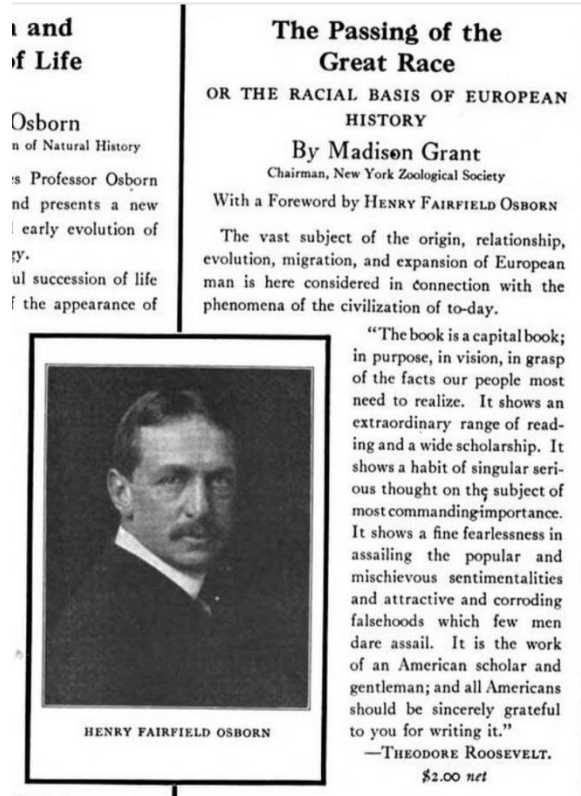 and
of Life
Osborn
of Natural History
Professor Osborn
presents a new
early evolution of
succession of life
the appearance of
The Passing of the
Great Race
OR THE RACIAL BASIS OF EUROPEAN
HISTORY
By Madison Grant
Chairman, New York Zoological Society
With a Foreword by HENRY FAIRFIELD OSBORN
The vast subject of the origin, relationship,
evolution, migration, and expansion of European
man is here considered in connection with the
phenomena of the civilization of to-day.
"The book is a capital book;
in purpose, in vision, in grasp
of the facts our people most
need to realize. It shows an
extraordinary range of read-
ing and a wide scholarship. It
shows a habit of singular seri-
ous thought on the subject of
most commanding importance.
It shows a fine fearlessness in
assailing the popular and
mischievous sentimentalities
and attractive and corroding
falsehoods which few men
dare assail. It is the work
of an American scholar and
gentleman; and all Americans
should be sincerely grateful
to you for writing it."
—THEODORE ROOSEVELT.
$2.00 net
HENRY FAIRFIELD OSBORN